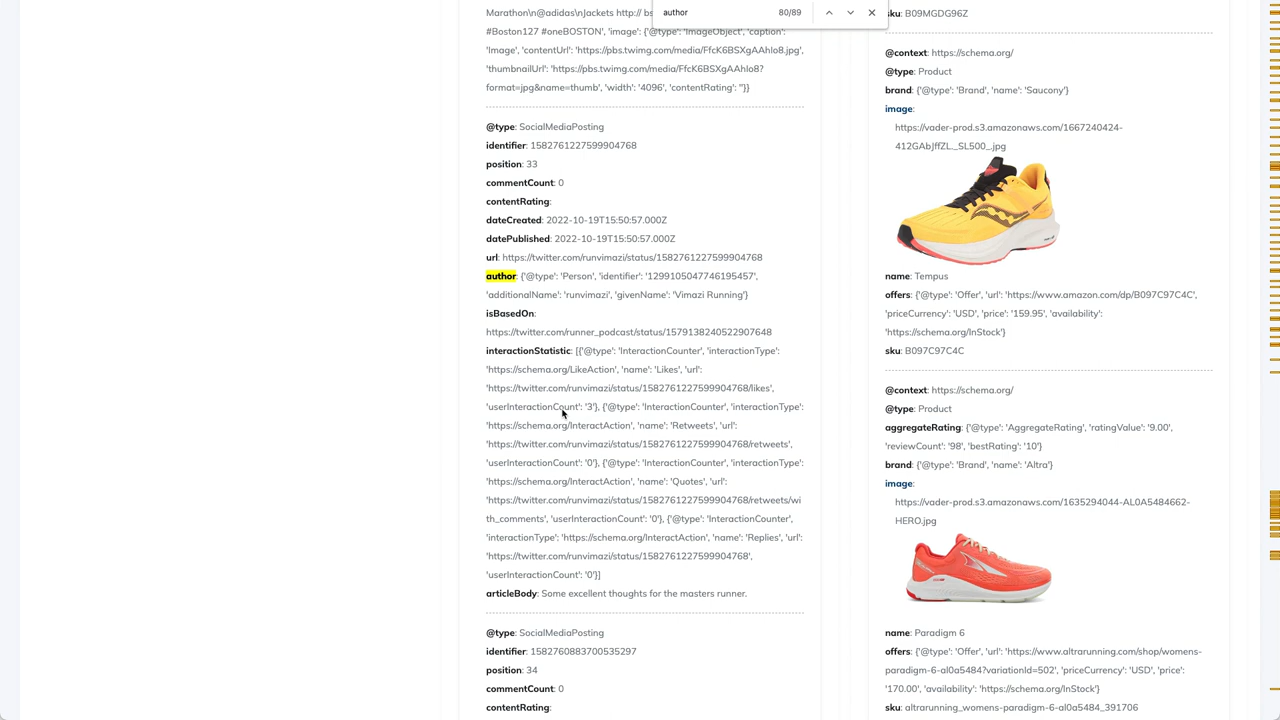 author
80/89
Marathon\n@adidas\nJackets http:// bs
#Boston127 #oneBOSTON', 'image': {'@type': 'ImageObject', 'caption':
'Image', 'contentUrl': 'https://pbs.twimg.com/media/FfcK6BSXgAAhIo8.jpg',
'thumbnailUrl': 'https://pbs.twimg.com/media/FfcK6BSXgAAhIo8?
format=jpg&name=thumb', 'width': '4096', 'contentRating': ''}}
@type: SocialMediaPosting
identifier: 1582761227599904768
position: 33
commentCount: 0
contentRating:
dateCreated: 2022-10-19T15:50:57.000Z
datePublished: 2022-10-19T15:50:57.000Z
url: https://twitter.com/runvimazi/status/1582761227599904768
author: {'@type': 'Person', 'identifier': '1299105047746195457',
'additionalName': 'runvimazi', 'givenName': 'Vimazi Running'}
isBasedOn:
https://twitter.com/runner_podcast/status/1579138240522907648
interactionStatistic: [{'@type': 'InteractionCounter', 'interactionType':
'https://schema.org/LikeAction', 'name': 'Likes', 'url':
'https://twitter.com/runvimazi/status/1582761227599904768/likes',
'userInteractionCount': '3'}, {'@type': 'InteractionCounter', 'interactionType':
'https://schema.org/InteractAction', 'name': 'Retweets', 'url':
'https://twitter.com/runvimazi/status/1582761227599904768/retweets',
'userInteractionCount': '0'}, {'@type': 'InteractionCounter', 'interactionType':
'https://schema.org/InteractAction', 'name': 'Quotes', 'url':
'https://twitter.com/runvimazi/status/1582761227599904768/retweets/wi
th_comments', 'userInteractionCount': '0'}, {'@type': 'InteractionCounter',
'interactionType': 'https://schema.org/InteractAction', 'name': 'Replies', 'url':
'https://twitter.com/runvimazi/status/1582761227599904768',
'userInteractionCount': '0'}]
articleBody: Some excellent thoughts for the masters runner.
@type: SocialMediaPosting
identifier: 1582760883700535297
position: 34
commentCount: 0
contentRating:
sku: B09MGDG96Z
@context: https://schema.org/
@type: Product
brand: {'@type': 'Brand', 'name': 'Saucony'}
image:
https://vader-prod.s3.amazonaws.com/1667240424-
412GAbJffZL._SL500_.jpg
name: Tempus
offers: {'@type': 'Offer', 'url': 'https://www.amazon.com/dp/B097C97C4C',
'priceCurrency': 'USD', 'price': '159.95', 'availability':
'https://schema.org/InStock'}
sku: B097C97C4C
@context: https://schema.org/
@type: Product
aggregateRating: {'@type': 'AggregateRating', 'ratingValue': '9.00',
'reviewCount': '98', 'bestRating': '10'}
brand: {'@type': 'Brand', 'name': 'Altra'}
image:
https://vader-prod.s3.amazonaws.com/1635294044-AL0A5484662-
HERO.jpg
name: Paradigm 6
offers: {'@type': 'Offer', 'url': 'https://www.altrarunning.com/shop/womens-
paradigm-6-al0a5484?variationId=502', 'priceCurrency': 'USD', 'price':
'170.00', 'availability': 'https://schema.org/InStock'}
sku: altrarunning_womens-paradigm-6-al0a5484_391706